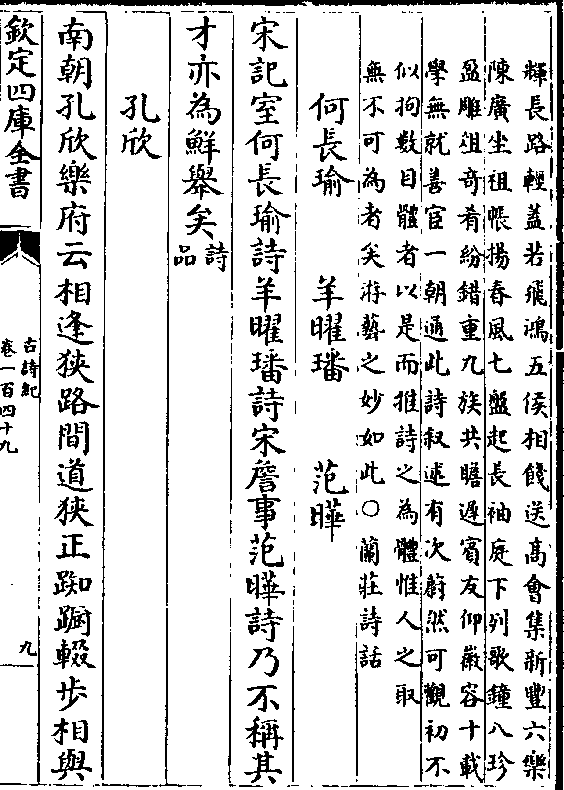 輝長路輕蓋若飛鴻五侯相餞送髙會集新豐六樂
陳廣坐祖帳揚春風七盤起長袖庭下列歌鐘八珍
盈雕俎奇肴紛錯重九族共瞻遲賓友仰徽容十載
學無就善宦一朝通此詩叙述有次蔚然可觀初不
似拘數目體者以是而推詩之為體惟人之取
無不可為者矣游藝之妙如此○蘭莊詩話
何長瑜　羊曜璠　范曄
宋記室何長瑜詩羊曜璠詩宋詹事范曄詩乃不稱其
才亦為鮮舉矣詩品
孔欣
南朝孔欣樂府云相逢狹路間道狹正踟蹰輟步相與
欽定四庫全書
古詩紀
卷一百四十九
九